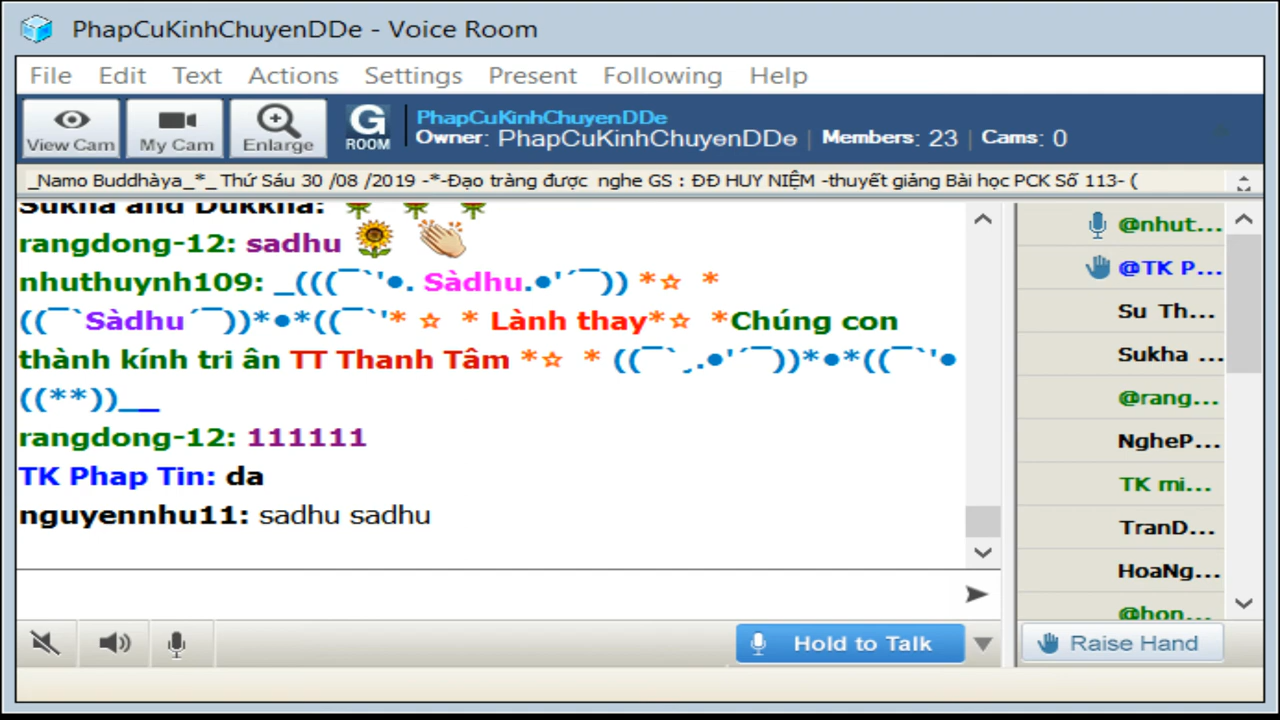 PhapCuKinhChuyenDDe - Voice Room
File Edit Text Actions Settings Present Following Help
View Cam My Cam Enlarge G ROOM
PhapCuKinhChuyenDDe
Owner: PhapCuKinhChuyenDDe | Members: 23 | Cams: 0
_Namo Buddhàya_*_ Thứ Sáu 30 /08 /2019 -*-Đạo tràng được nghe GS : ĐĐ HUY NIỆM -thuyết giảng Bài học PCK Số 113- (
Sukha and Dukkha:
rangdong-12: sadhu
nhuthuynh109: _(((¯`'●. Sàdhu.●'´¯)) *☆ *
((¯`Sàdhu´¯))*●*((¯`'* ☆ * Lành thay*☆ *Chúng con
thành kính tri ân TT Thanh Tâm *☆ * ((¯`¸.●'´¯))*●*((¯`'●
((**))__
rangdong-12: 111111
TK Phap Tin: da
nguyennhu11: sadhu sadhu
@nhut...
@TK P...
Su Th...
Sukha ...
@rang...
NgheP...
TK mi...
TranD...
HoaNg...
@hon...
Hold to Talk
Raise Hand